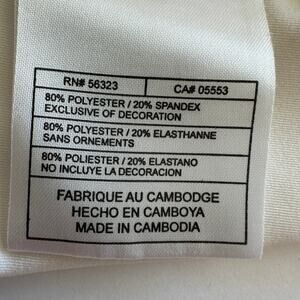 RN# 56323 CA# 05553
80% POLYESTER / 20% SPANDEX
EXCLUSIVE OF DECORATION
80% POLYESTER / 20% ELASTHANNE
SANS ORNEMENTS
80% POLIESTER / 20% ELASTANO
NO INCLUYE LA DECORACION
FABRIQUE AU CAMBODGE
HECHO EN CAMBOYA
MADE IN CAMBODIA